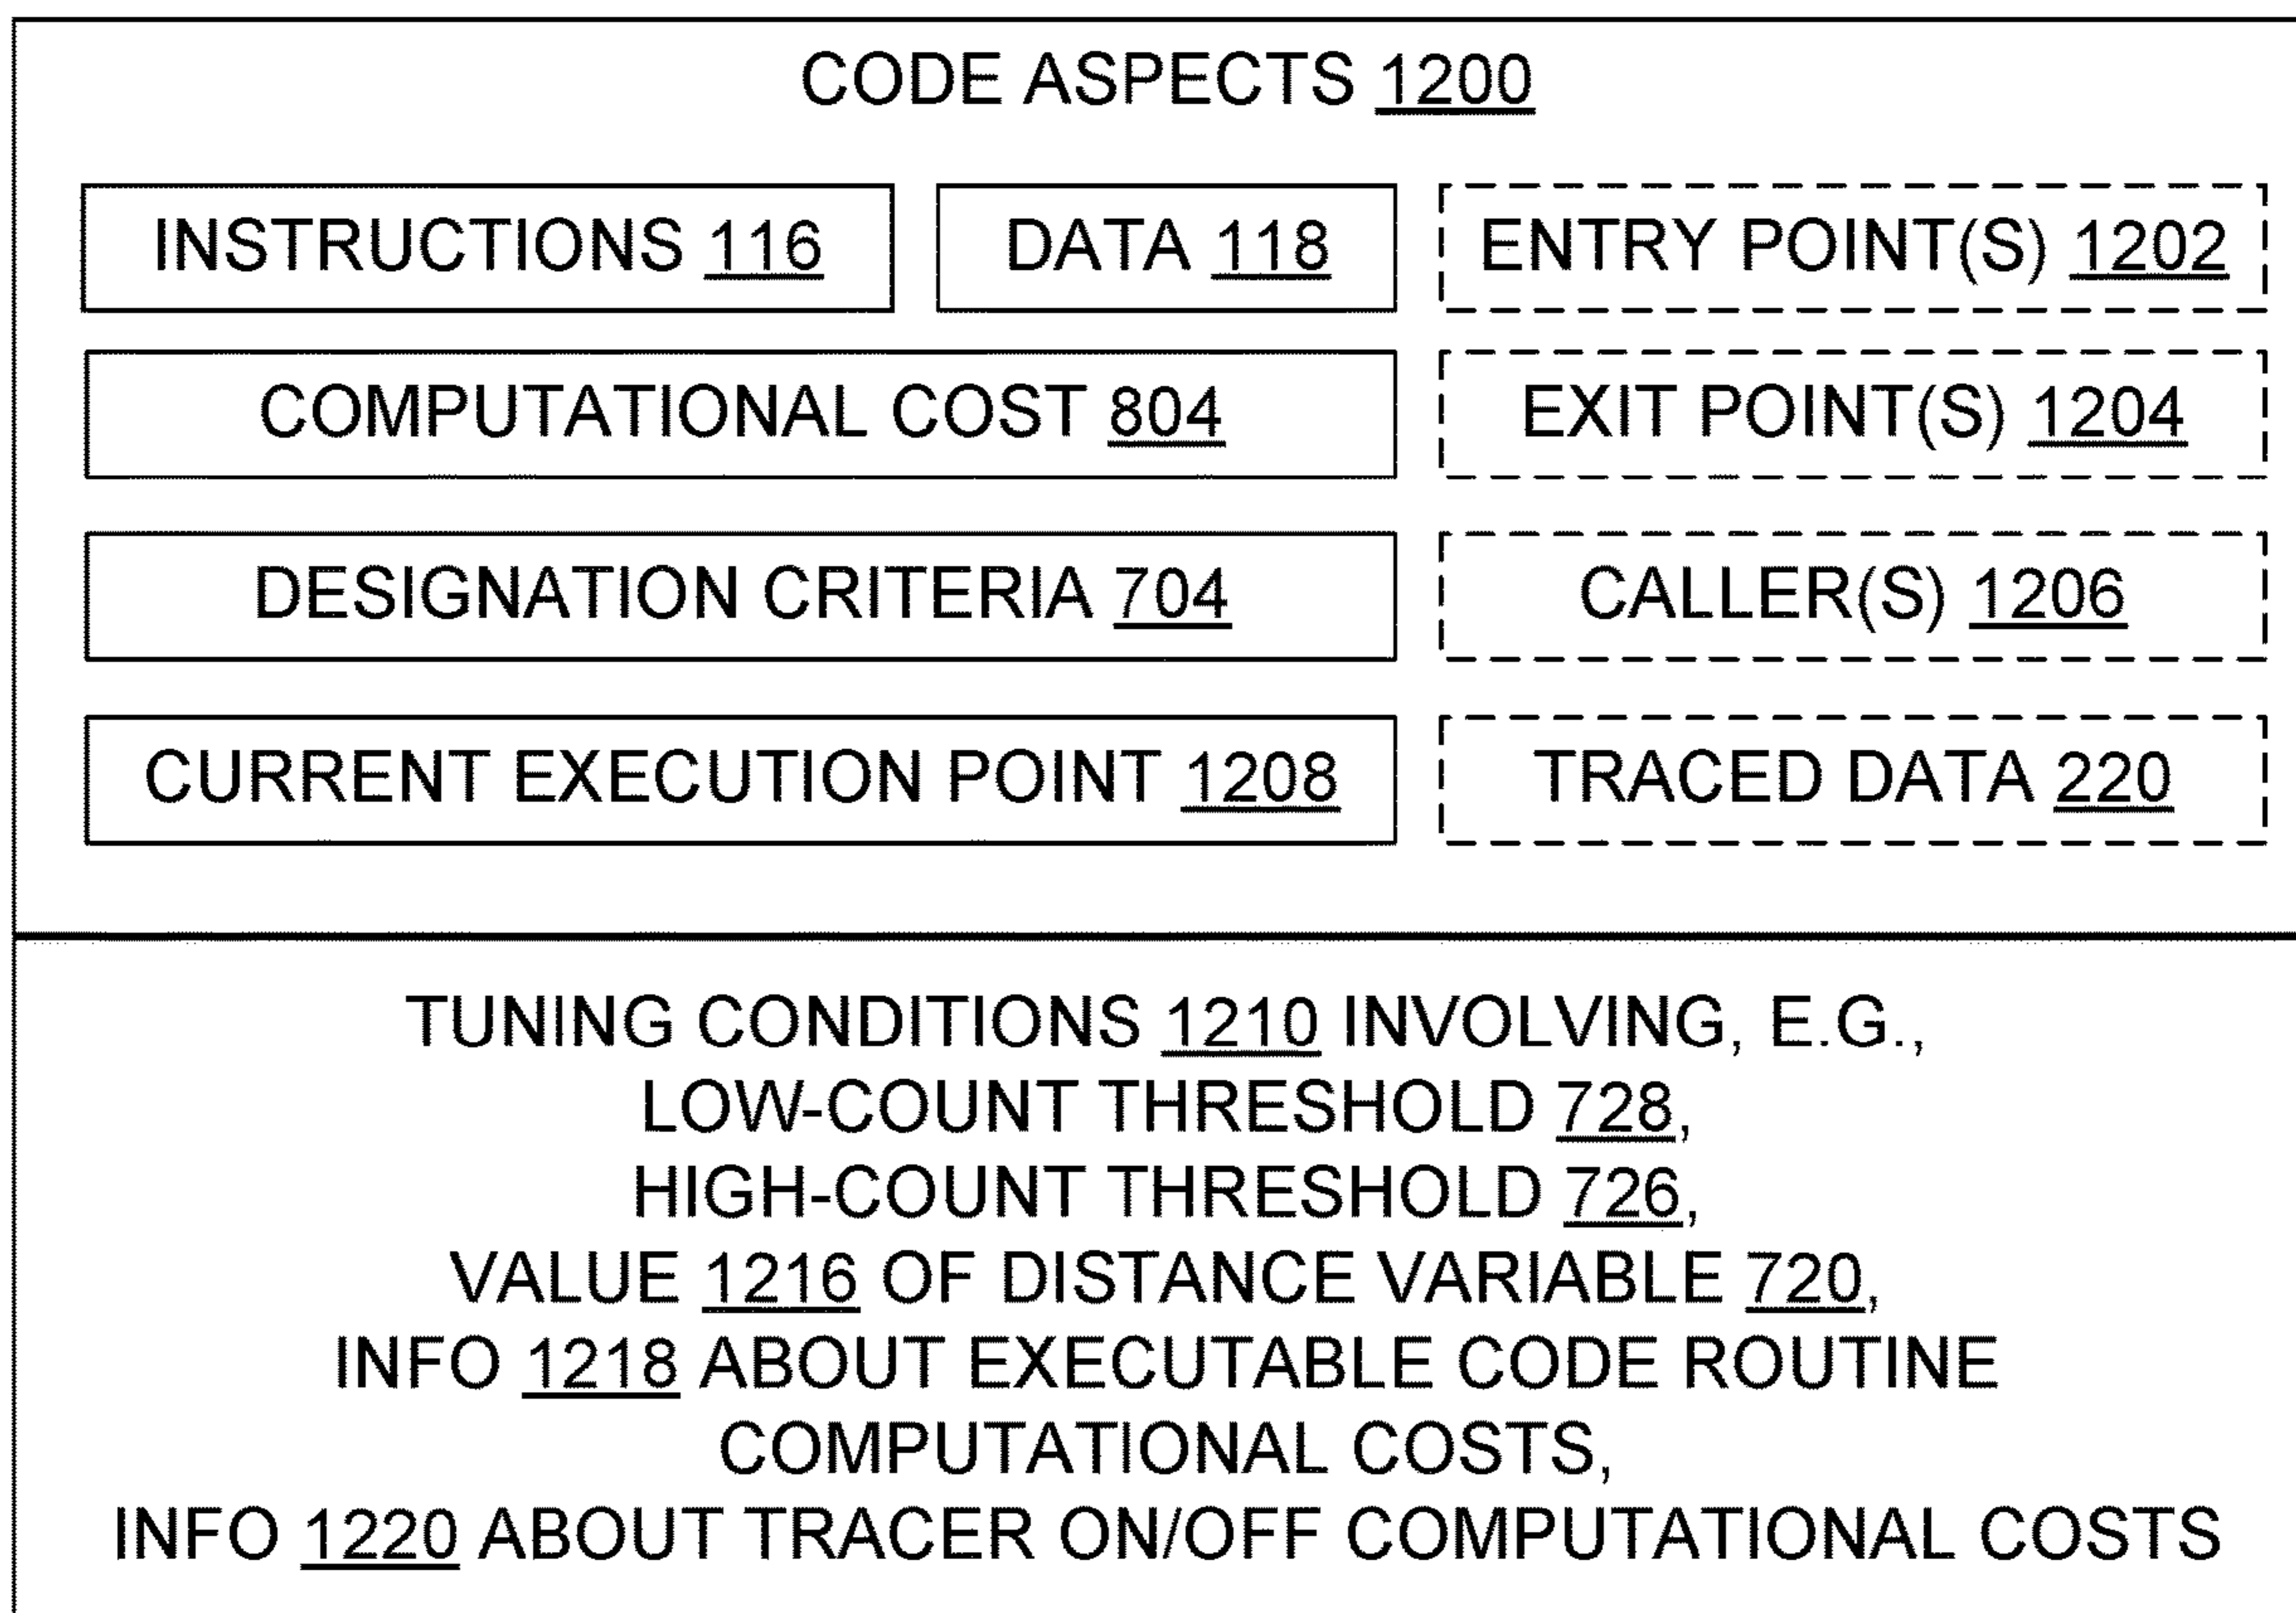 CODE ASPECTS 1200
INSTRUCTIONS 116 DATA 118 ENTRY POINT(S) 1202
COMPUTATIONAL COST 804 EXIT POINT(S) 1204
DESIGNATION CRITERIA 704 CALLER(S) 1206
CURRENT EXECUTION POINT 1208 TRACED DATA 220
TUNING CONDITIONS 1210 INVOLVING, E.G.,
LOW-COUNT THRESHOLD 728,
HIGH-COUNT THRESHOLD 726,
VALUE 1216 OF DISTANCE VARIABLE 720,
INFO 1218 ABOUT EXECUTABLE CODE ROUTINE
COMPUTATIONAL COSTS,
INFO 1220 ABOUT TRACER ON/OFF COMPUTATIONAL COSTS